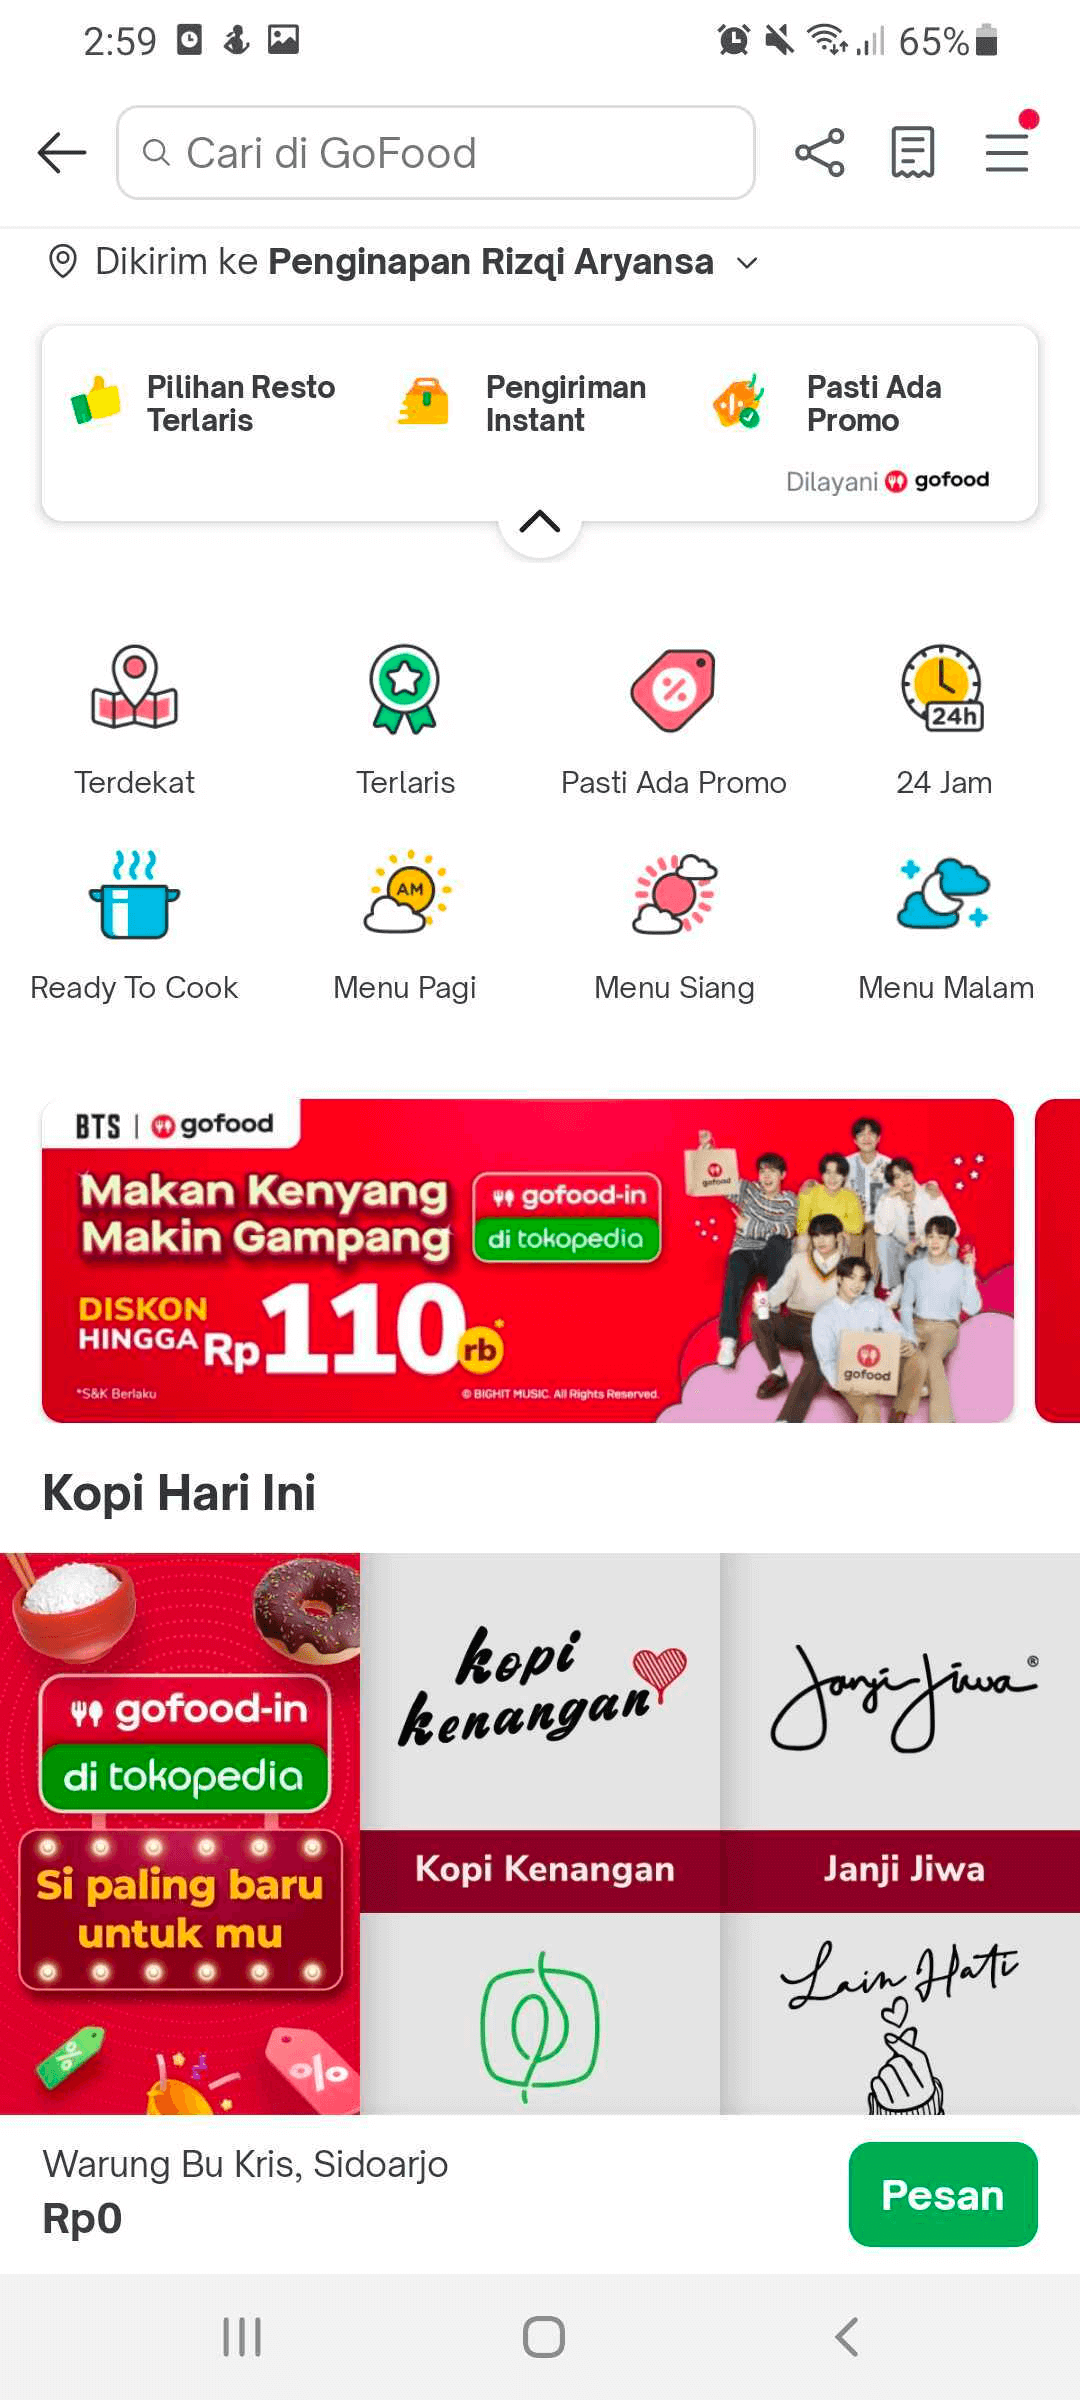 2:59
65%
Cari di GoFood
Dikirim ke Penginapan Rizqi Aryansa
Pilihan Resto
Terlaris
Pengiriman
Instant
Pasti Ada
Promo
Dilayani gofood
Terdekat
Terlaris
Pasti Ada Promo
24h
24 Jam
AM
Ready To Cook
Menu Pagi
Menu Siang
Menu Malam
BTS | gofood
Makan Kenyang
Makin Gampang
gofood-in
di tokopedia
DISKON
HINGGA Rp110rb*
*S&K Berlaku
© BIGHIT MUSIC. All Rights Reserved.
gofood
gofood
Kopi Hari Ini
gofood-in
di tokopedia
Si paling baru
untuk mu
kopi
kenangan
Kopi Kenangan
Janji Jiwa®
Janji Jiwa
Lain Hati
Warung Bu Kris, Sidoarjo
Rp0
Pesan